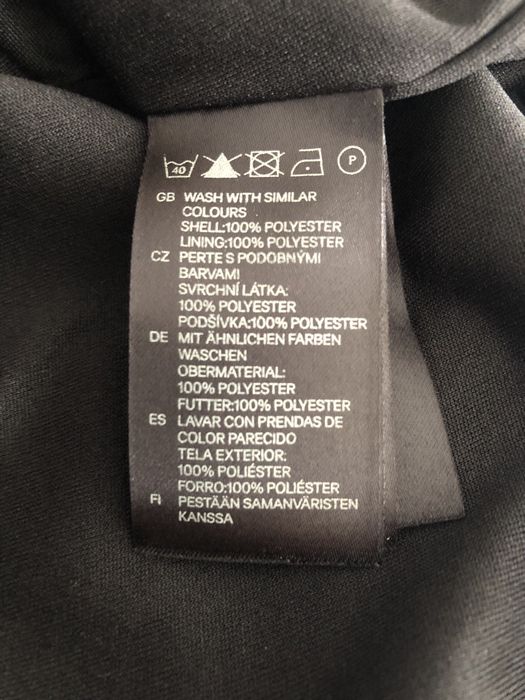 40 P
GB WASH WITH SIMILAR
COLOURS
SHELL:100% POLYESTER
LINING:100% POLYESTER
CZ PERTE S PODOBNÝMI
BARVAMI
SVRCHNÍ LÁTKA:
100% POLYESTER
PODŠÍVKA:100% POLYESTER
DE MIT ÄHNLICHEN FARBEN
WASCHEN
OBERMATERIAL:
100% POLYESTER
FUTTER:100% POLYESTER
ES LAVAR CON PRENDAS DE
COLOR PARECIDO
TELA EXTERIOR:
100% POLIÉSTER
FORRO:100% POLIÉSTER
FI PESTÄÄN SAMANVÄRISTEN
KANSSA